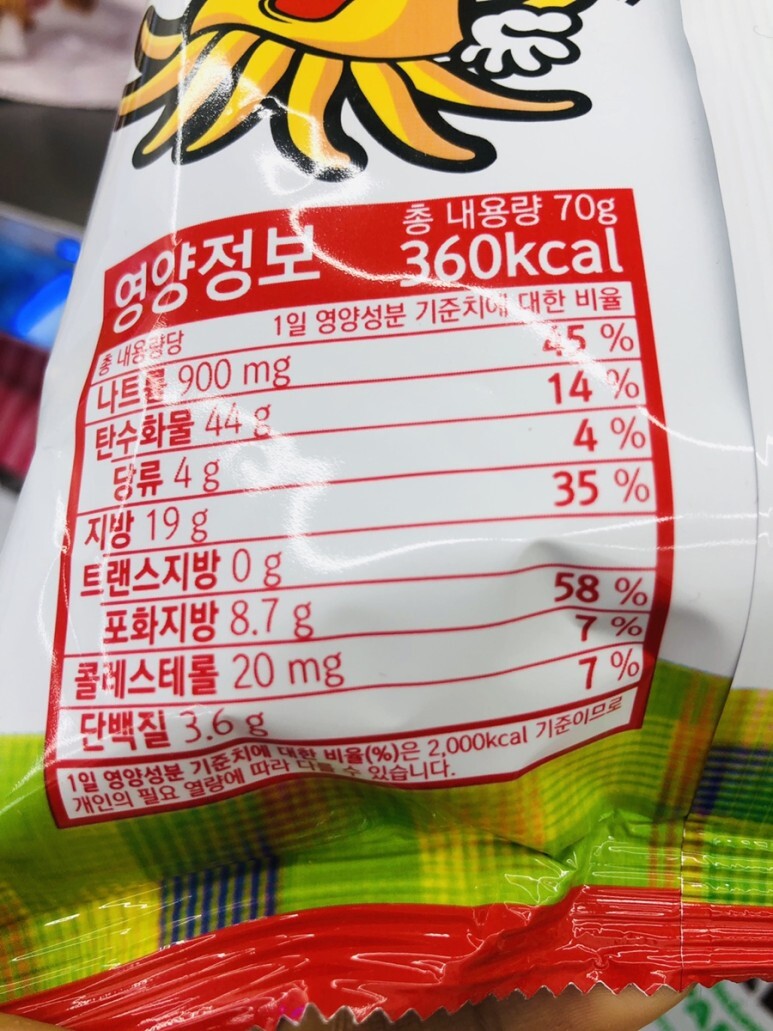 영양정보
총 내용량 70g
360kcal
총 내용량당 1일 영양성분 기준치에 대한 비율
나트륨 900 mg 45 %
탄수화물 44 g 14 %
당류 4 g 4 %
지방 19 g 35 %
트랜스지방 0 g
포화지방 8.7 g 58 %
콜레스테롤 20 mg 7 %
단백질 3.6 g 7 %
1일 영양성분 기준치에 대한 비율(%)은 2,000kcal 기준이므로
개인의 필요 열량에 따라 다를 수 있습니다.